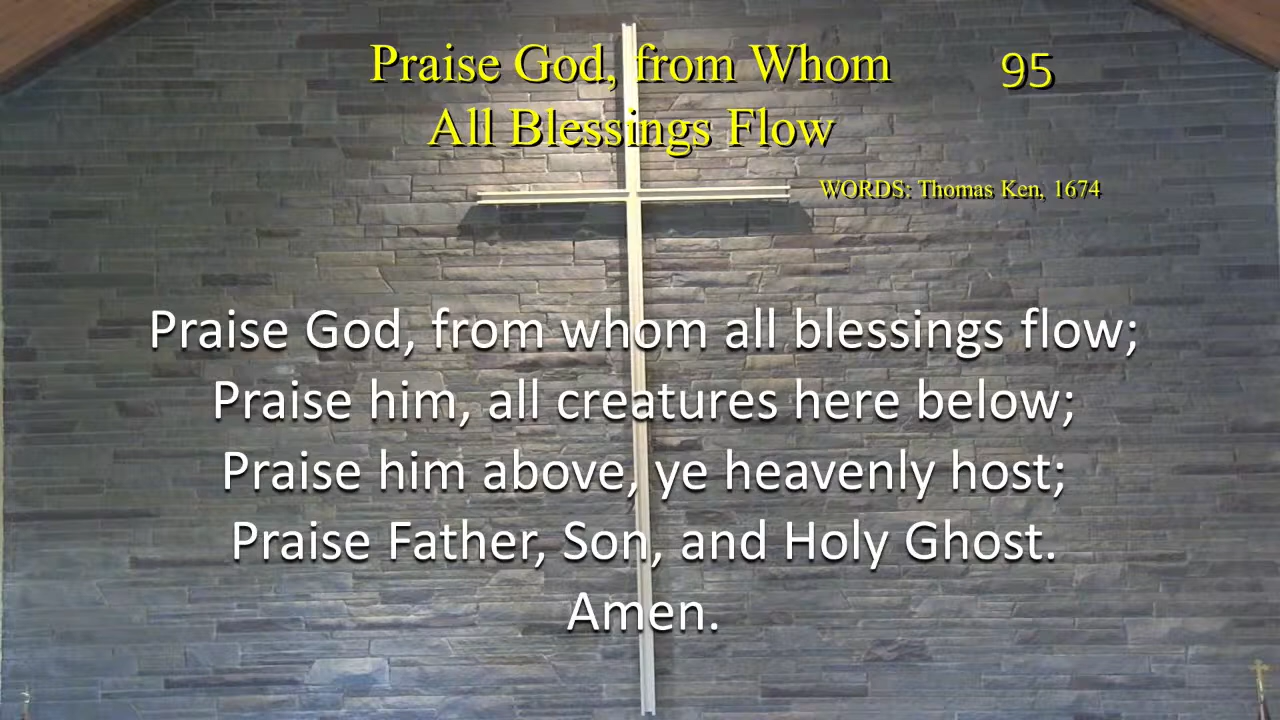 Praise God, from Whom 95
All Blessings Flow
WORDS: Thomas Ken, 1674
Praise God, from whom all blessings flow;
Praise him, all creatures here below;
Praise him above, ye heavenly host;
Praise Father, Son, and Holy Ghost.
Amen.